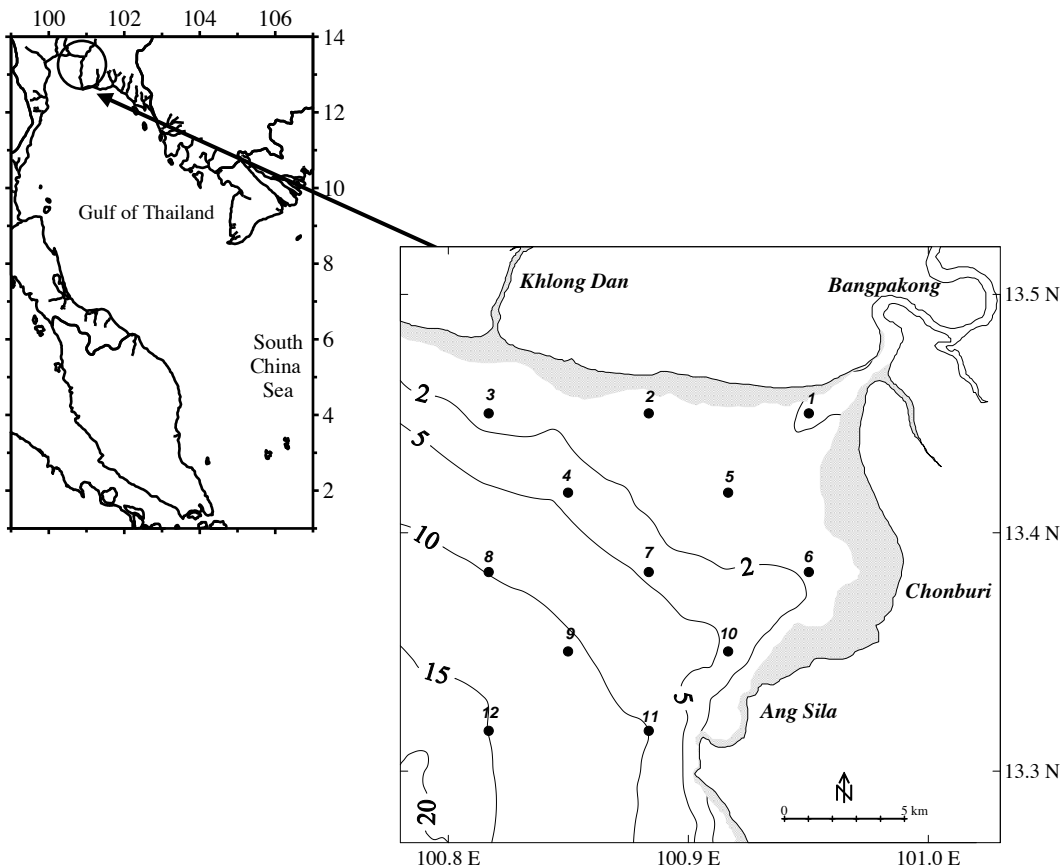 100 102 104 106
14
12
10
8
6
4
2
Gulf of Thailand
South
China
Sea
Khlong Dan
Bangpakong
13.5 N
3 2 1
2
5
4 5
13.4 N
10
8 7 2 6
Chonburi
9 10
15
5
12 11
Ang Sila
13.3 N
20
N
0 5 km
100.8 E 100.9 E 101.0 E